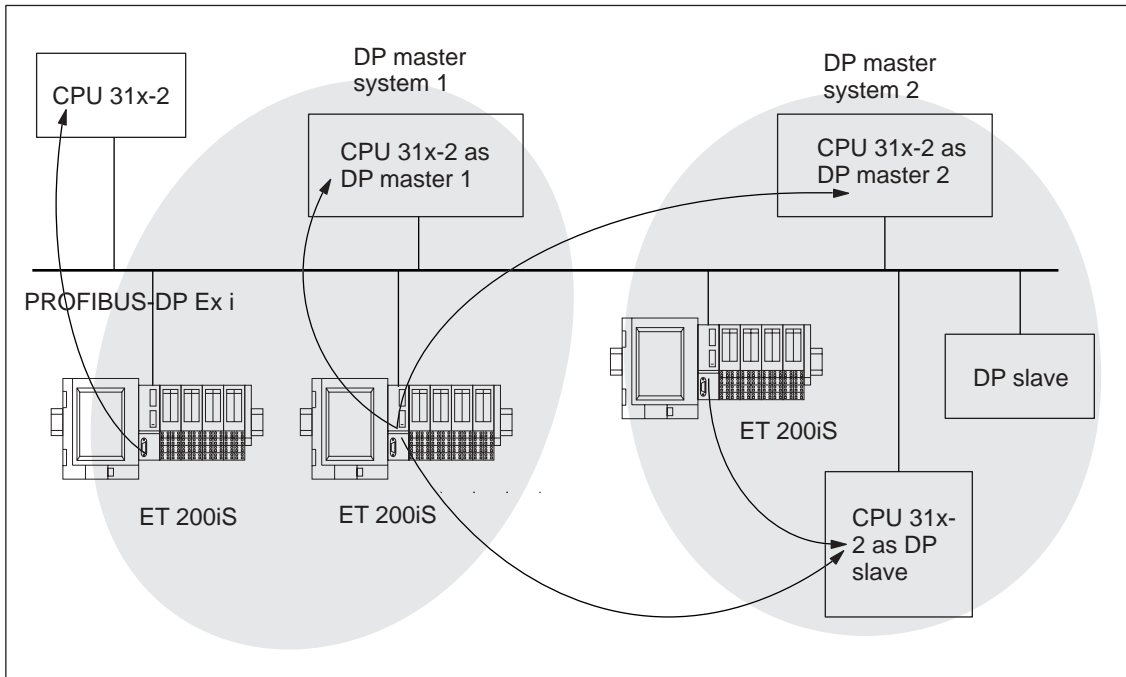 DP master
system 1
DP master
system 2
CPU 31x-2
CPU 31x-2 as
DP master 1
CPU 31x-2 as
DP master 2
PROFIBUS-DP Ex i
DP slave
ET 200iS
ET 200iS
ET 200iS
CPU 31x-
2 as DP
slave